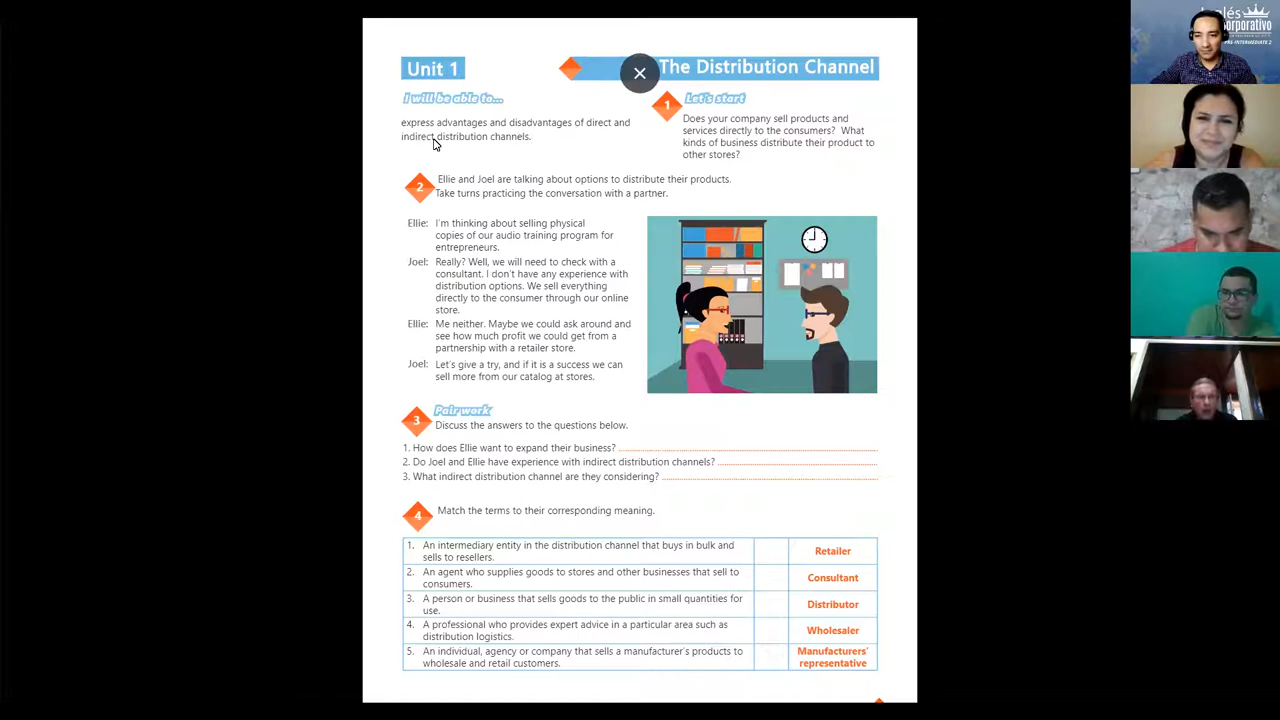 Unit 1
The Distribution Channel
I will be able to...
express advantages and disadvantages of direct and
indirect distribution channels.
1
Let's start
Does your company sell products and
services directly to the consumers? What
kinds of business distribute their product to
other stores?
2
Ellie and Joel are talking about options to distribute their products.
Take turns practicing the conversation with a partner.
Ellie: I'm thinking about selling physical
copies of our audio training program for
entrepreneurs.
Joel: Really? Well, we will need to check with a
consultant. I don't have any experience with
distribution options. We sell everything
directly to the consumer through our online
store.
Ellie: Me neither. Maybe we could ask around and
see how much profit we could get from a
partnership with a retailer store.
Joel: Let's give a try, and if it is a success we can
sell more from our catalog at stores.
3
Pair work
Discuss the answers to the questions below.
1. How does Ellie want to expand their business?
2. Do Joel and Ellie have experience with indirect distribution channels?
3. What indirect distribution channel are they considering?
4
Match the terms to their corresponding meaning.
1. An intermediary entity in the distribution channel that buys in bulk and
sells to resellers.
Retailer
2. An agent who supplies goods to stores and other businesses that sell to
consumers.
Consultant
3. A person or business that sells goods to the public in small quantities for
use.
Distributor
4. A professional who provides expert advice in a particular area such as
distribution logistics.
Wholesaler
5. An individual, agency or company that sells a manufacturer's products to
wholesale and retail customers.
Manufacturers'
representative
PRE-INTERMEDIATE 2